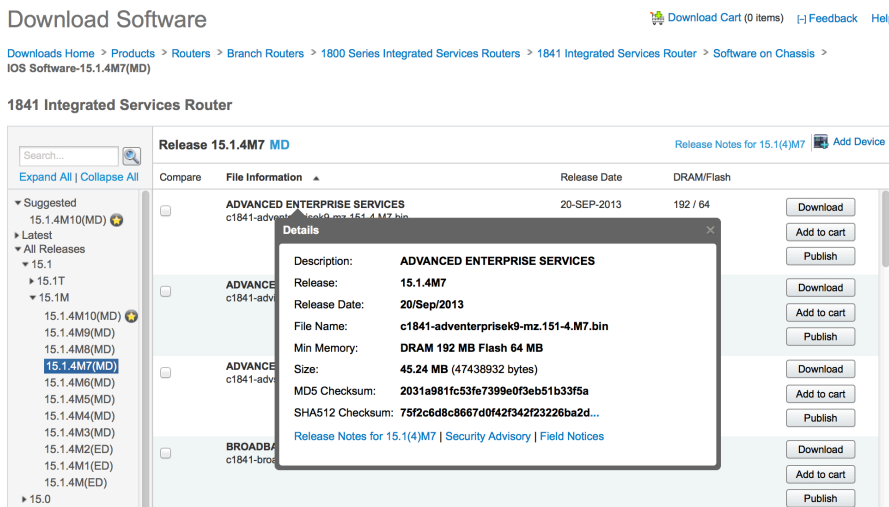 Download Software
Download Cart (0 items) [-] Feedback Hel
Downloads Home > Products > Routers > Branch Routers > 1800 Series Integrated Services Routers > 1841 Integrated Services Router > Software on Chassis >
IOS Software-15.1.4M7(MD)
1841 Integrated Services Router
Search...
Expand All | Collapse All
Suggested
15.1.4M10(MD)
Latest
All Releases
15.1
15.1T
15.1M
15.1.4M10(MD)
15.1.4M9(MD)
15.1.4M8(MD)
15.1.4M7(MD)
15.1.4M6(MD)
15.1.4M5(MD)
15.1.4M4(MD)
15.1.4M3(MD)
15.1.4M2(ED)
15.1.4M1(ED)
15.1.4M(ED)
15.0
Release 15.1.4M7 MD
Release Notes for 15.1(4)M7 Add Device
Compare File Information Release Date DRAM/Flash
ADVANCED ENTERPRISE SERVICES 20-SEP-2013 192 / 64
c1841-adventerprisek9-mz.151-4.M7.bin
Download
Add to cart
Publish
ADVANCE
c1841-advi
Download
Add to cart
Publish
ADVANCE
c1841-adv
Download
Add to cart
Publish
BROADBA
c1841-broa
Download
Add to cart
Publish
Details
Description: ADVANCED ENTERPRISE SERVICES
Release: 15.1.4M7
Release Date: 20/Sep/2013
File Name: c1841-adventerprisek9-mz.151-4.M7.bin
Min Memory: DRAM 192 MB Flash 64 MB
Size: 45.24 MB (47438932 bytes)
MD5 Checksum: 2031a981fc53fe7399e0f3eb51b33f5a
SHA512 Checksum: 75f2c6d8c8667d0f42f342f23226ba2d...
Release Notes for 15.1(4)M7 | Security Advisory | Field Notices